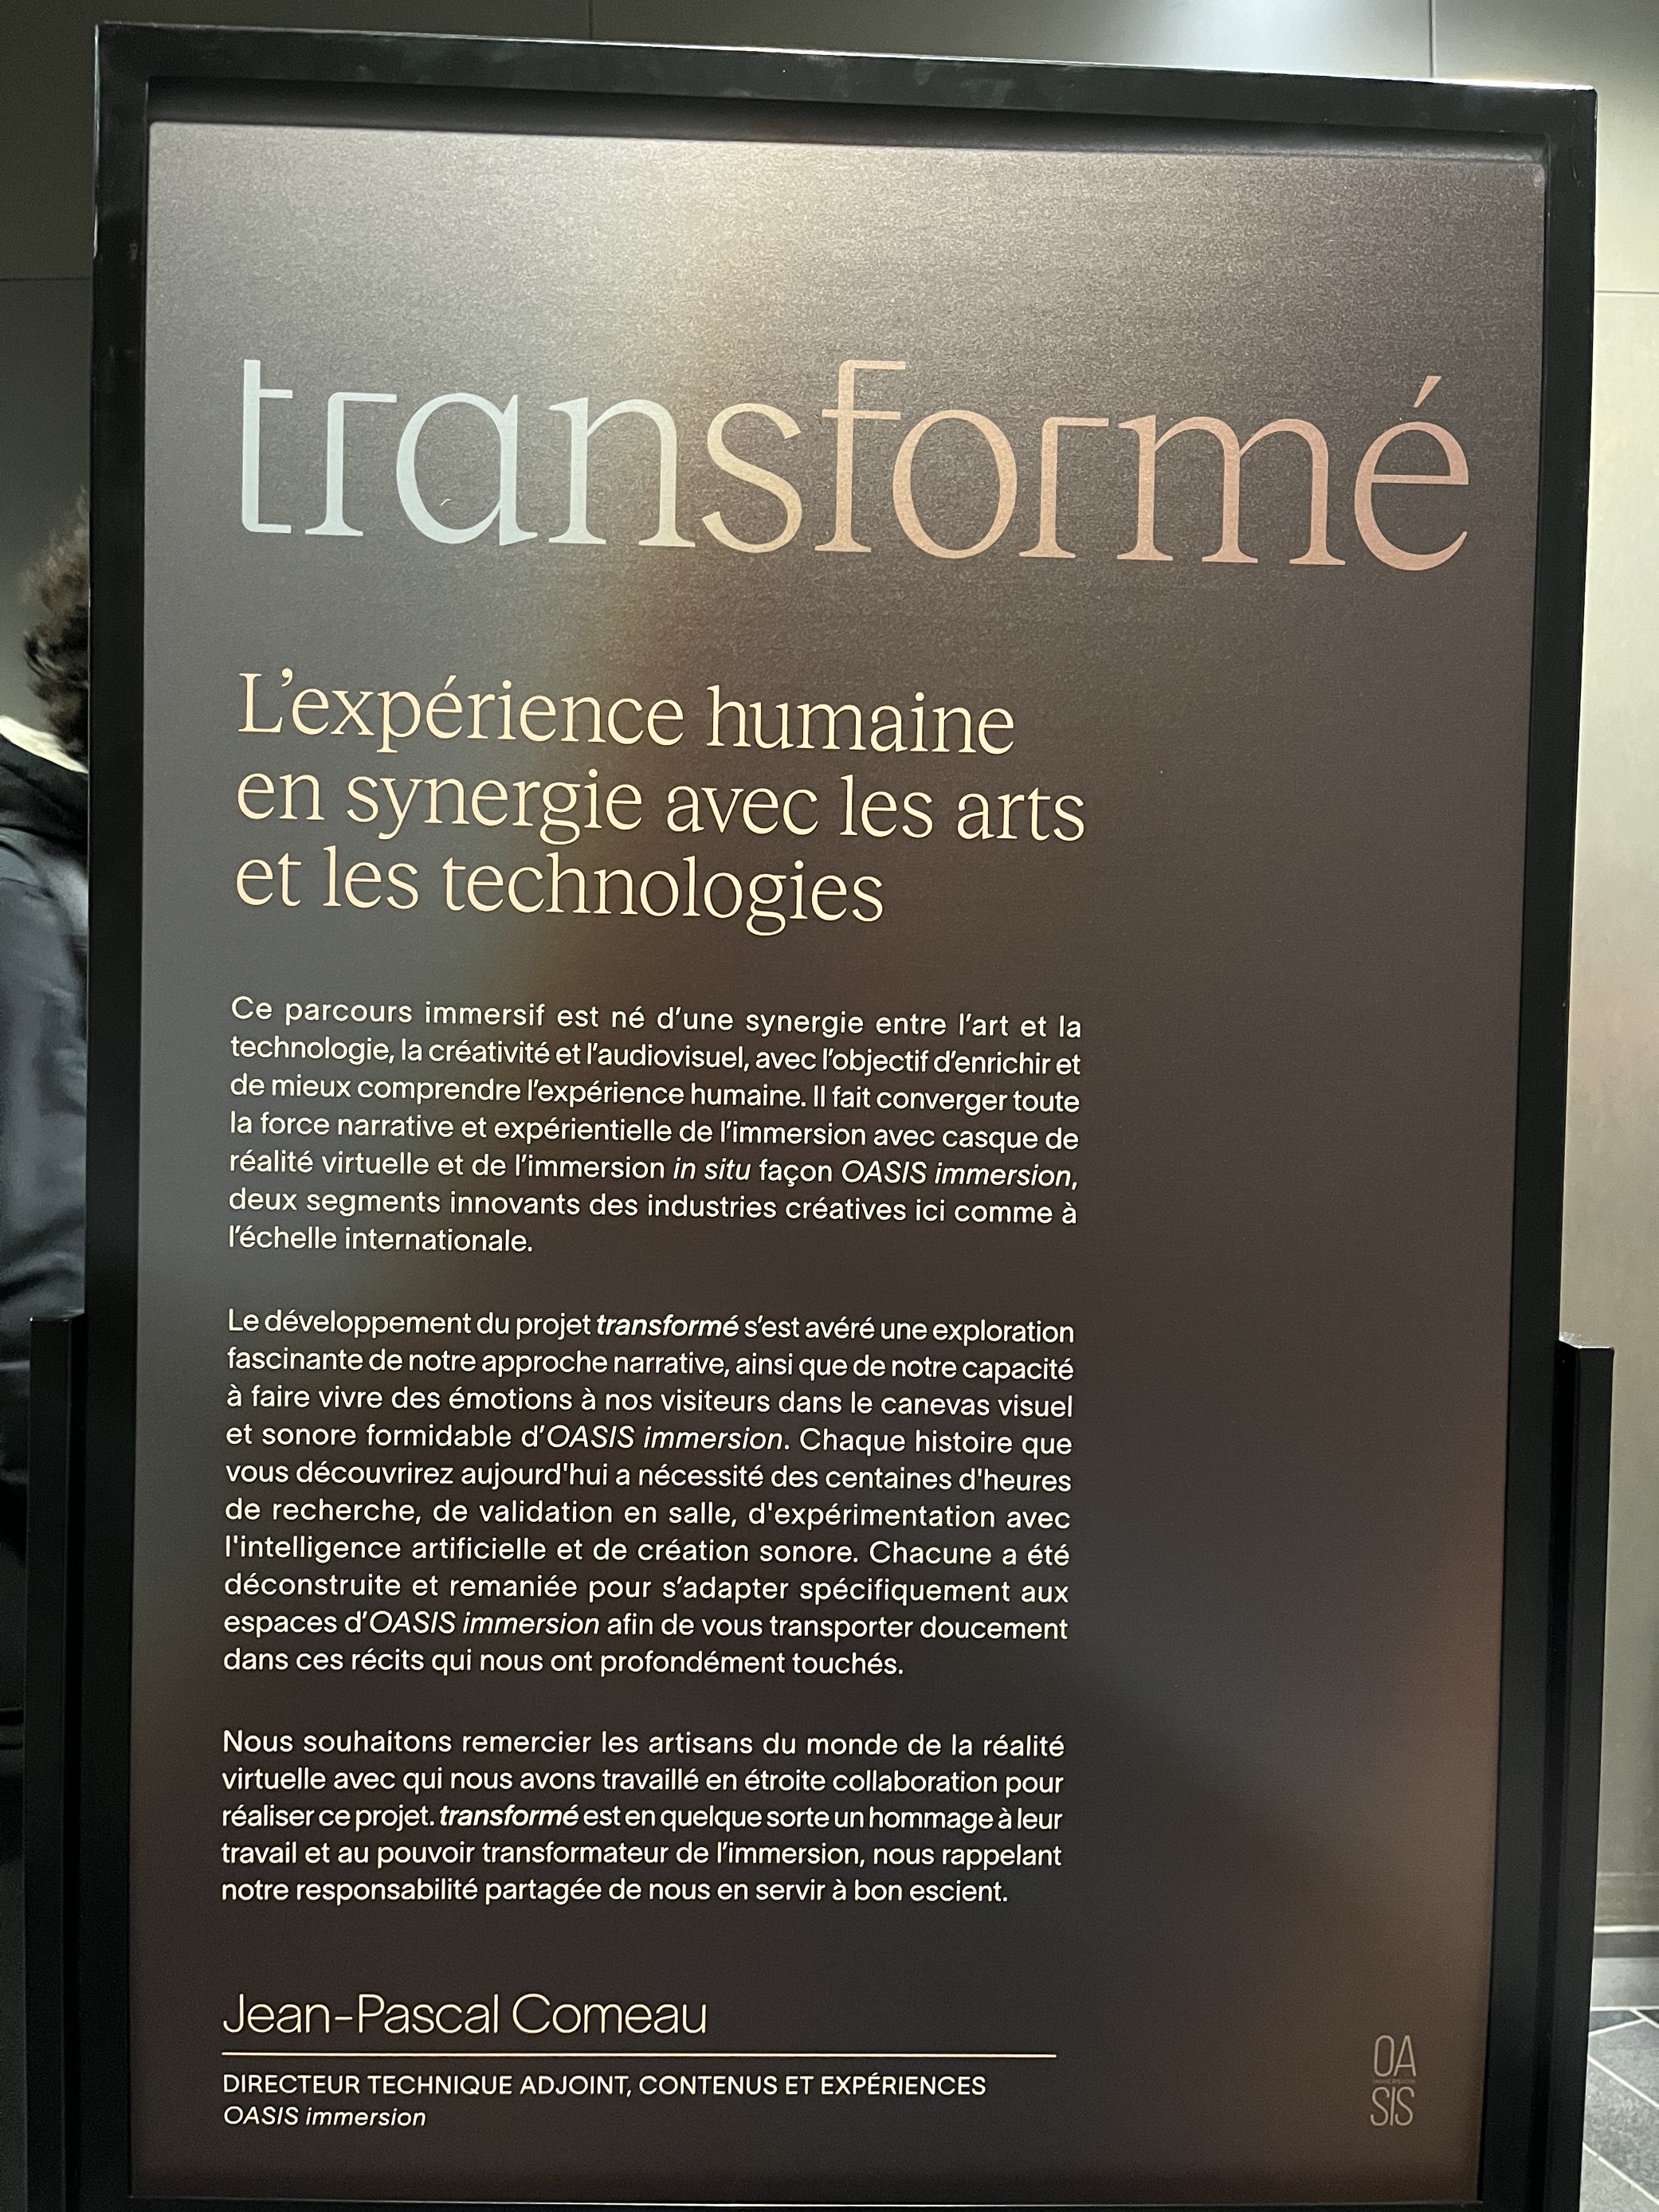 transformé
L’expérience humaine
en synergie avec les arts
et les technologies
Ce parcours immersif est né d’une synergie entre l’art et la
technologie, la créativité et l’audiovisuel, avec l’objectif d’enrichir et
de mieux comprendre l’expérience humaine. Il fait converger toute
la force narrative et expérientielle de l’immersion avec casque de
réalité virtuelle et de l’immersion in situ façon OASIS immersion,
deux segments innovants des industries créatives ici comme à
l’échelle internationale.
Le développement du projet transformé s’est avéré une exploration
fascinante de notre approche narrative, ainsi que de notre capacité
à faire vivre des émotions à nos visiteurs dans le canevas visuel
et sonore formidable d’OASIS immersion. Chaque histoire que
vous découvrirez aujourd'hui a nécessité des centaines d'heures
de recherche, de validation en salle, d'expérimentation avec
l'intelligence artificielle et de création sonore. Chacune a été
déconstruite et remaniée pour s’adapter spécifiquement aux
espaces d’OASIS immersion afin de vous transporter doucement
dans ces récits qui nous ont profondément touchés.
Nous souhaitons remercier les artisans du monde de la réalité
virtuelle avec qui nous avons travaillé en étroite collaboration pour
réaliser ce projet. transformé est en quelque sorte un hommage à leur
travail et au pouvoir transformateur de l’immersion, nous rappelant
notre responsabilité partagée de nous en servir à bon escient.
Jean-Pascal Comeau
DIRECTEUR TECHNIQUE ADJOINT, CONTENUS ET EXPÉRIENCES
OASIS immersion
OA
SIS